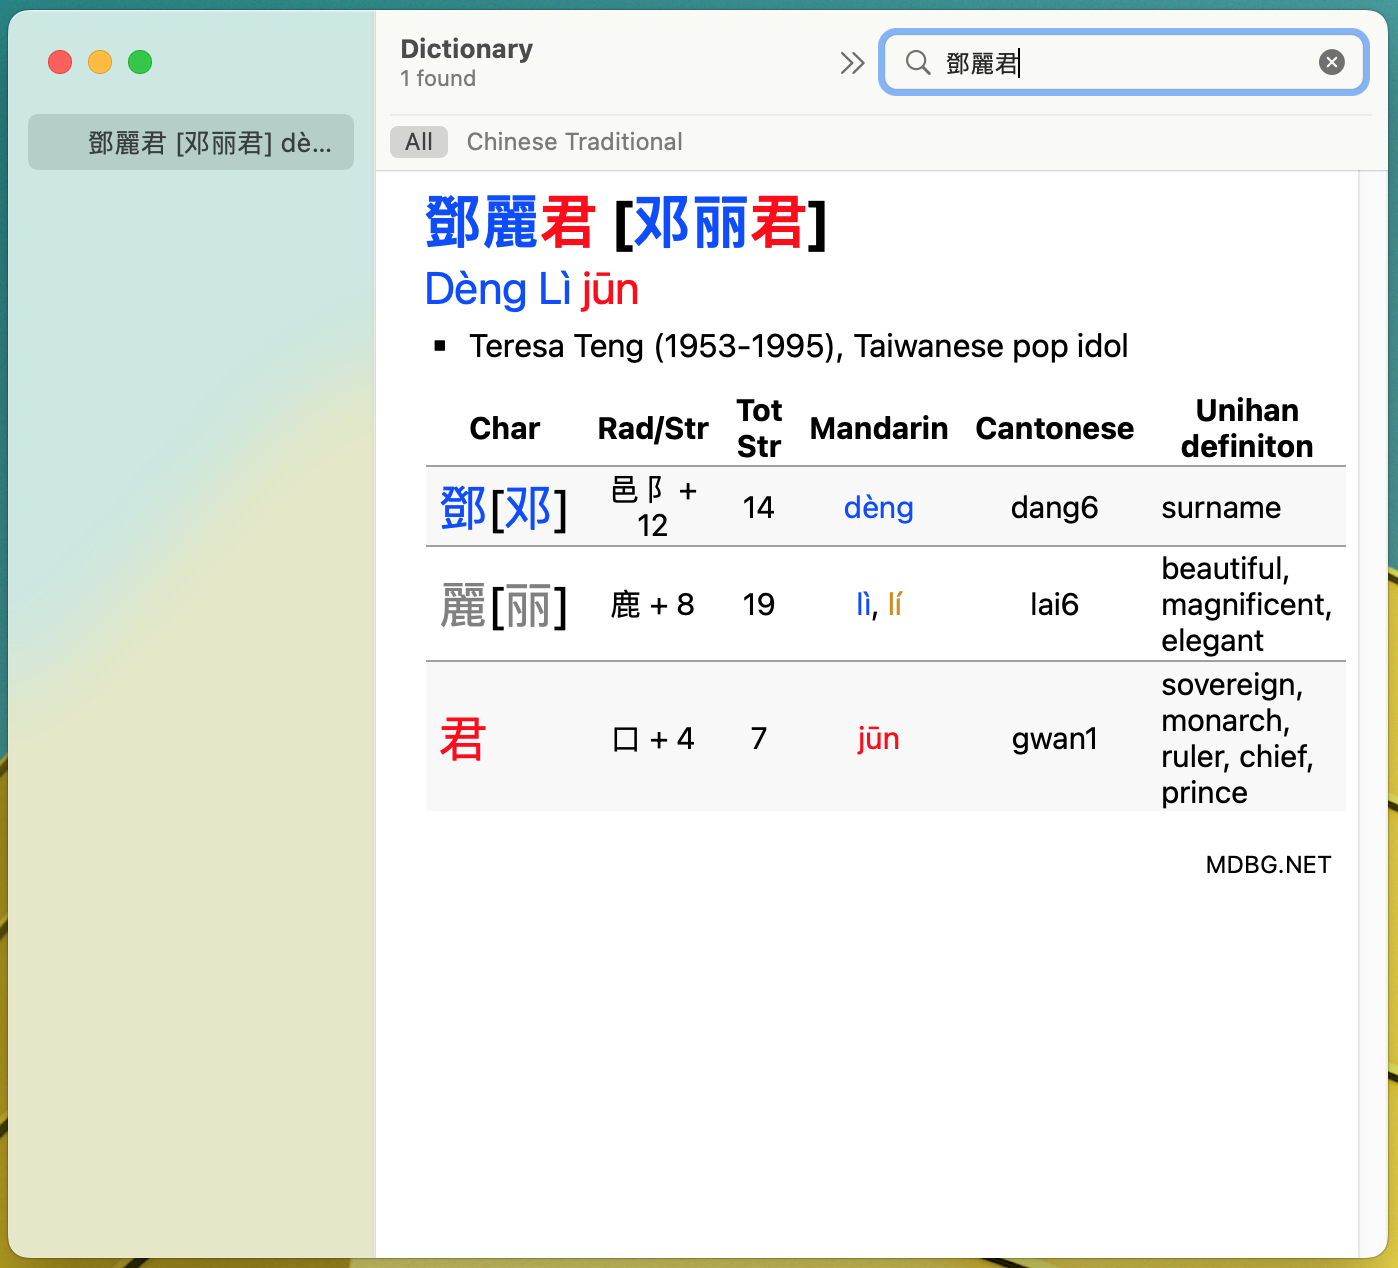 Dictionary
1 found
鄧麗君
鄧麗君 [邓丽君] dè...
All Chinese Traditional
鄧麗君 [邓丽君]
Dèng Lì jūn
▪ Teresa Teng (1953-1995), Taiwanese pop idol
Char Rad/Str Tot Str Mandarin Cantonese Unihan definiton
鄧[邓] 邑阝 + 12 14 dèng dang6 surname
麗[丽] 鹿 + 8 19 lì, lí lai6 beautiful, magnificent, elegant
君 口 + 4 7 jūn gwan1 sovereign, monarch, ruler, chief, prince
MDBG.NET